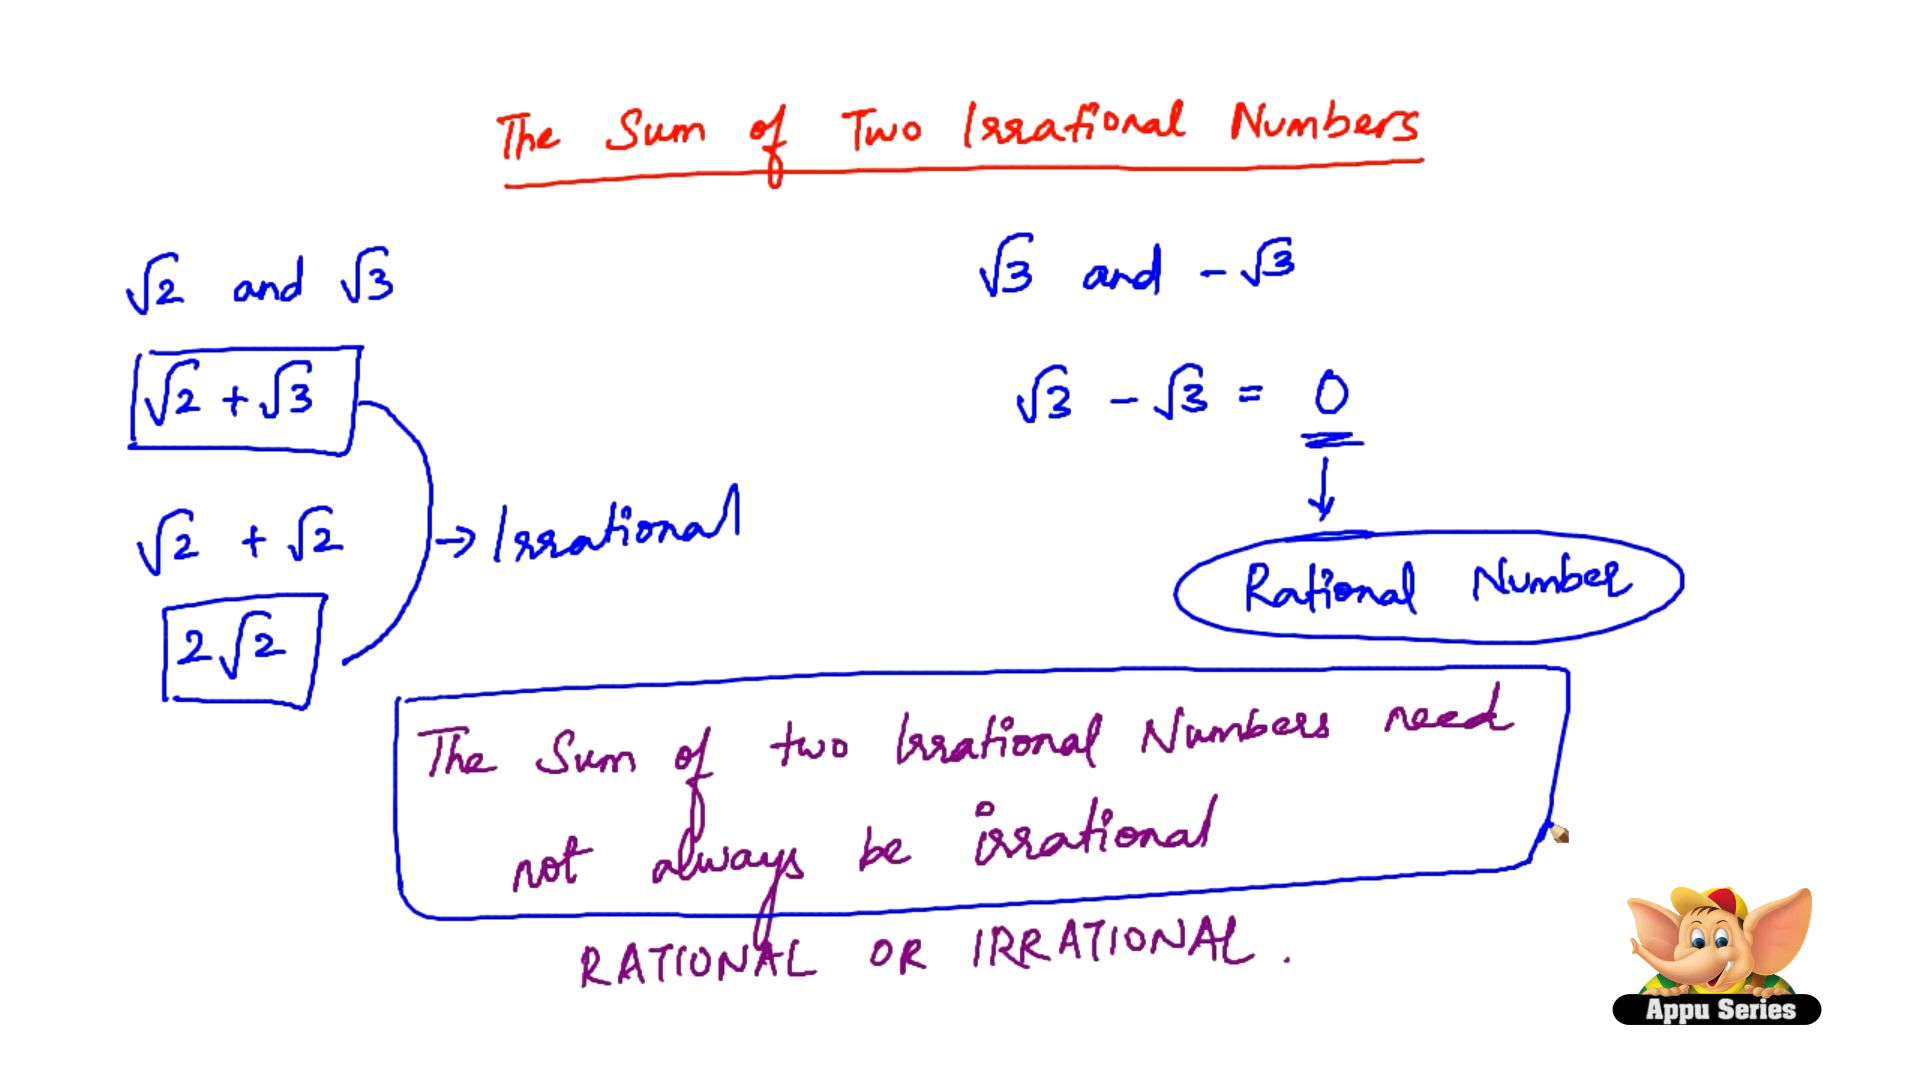 The Sum of Two Irrational Numbers
√2 and √3
√2 + √3
√2 + √2
2√2
→ Irrational
√3 and - √3
√3 - √3 = 0
Rational Number
The Sum of two Irrational Numbers need
not always be irrational
RATIONAL OR IRRATIONAL.
Appu Series